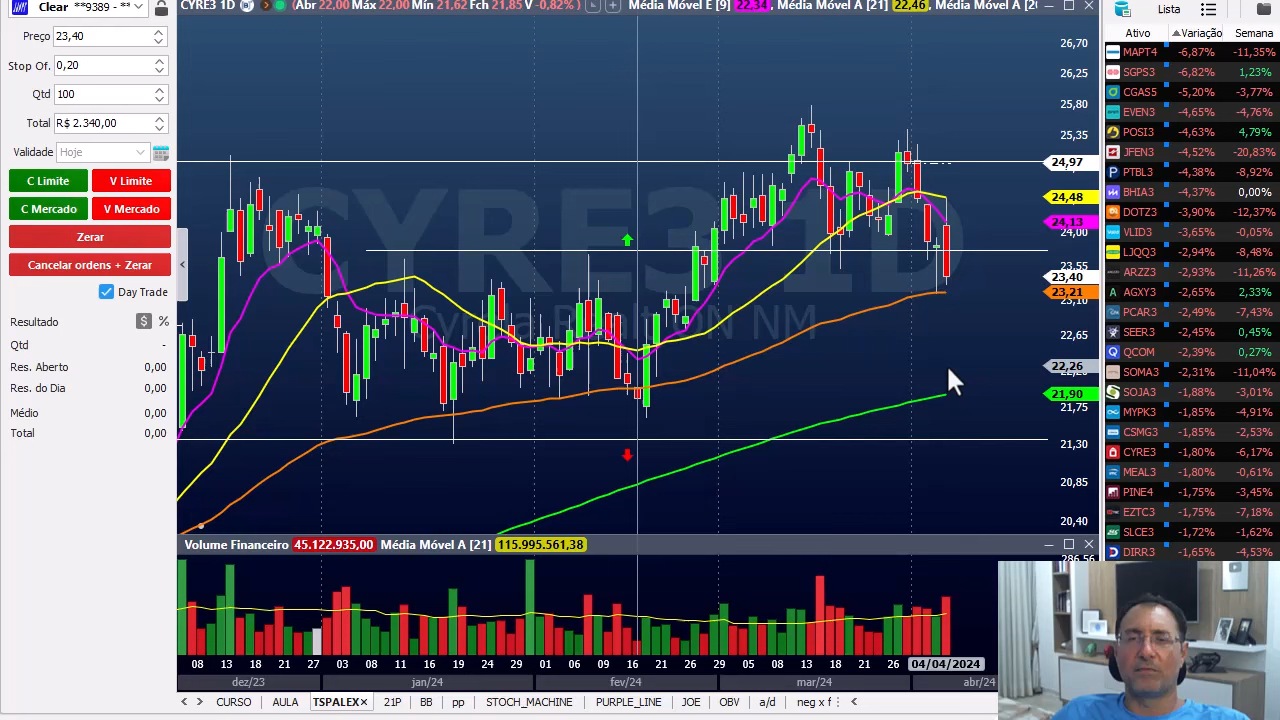 Clear **9389 - **
Preço 23,40
Stop Of. 0,20
Qtd 100
Total R$ 2.340,00
Validade Hoje
C Limite V Limite
C Mercado V Mercado
Zerar
Cancelar ordens + Zerar
Day Trade
Resultado $ %
Qtd -
Res. Aberto 0,00
Res. do Dia 0,00
Médio 0,00
Total 0,00
CYRE3 1D (Abr 22,00 Máx 22,00 Mín 21,62 Fch 21,85 V -0,82%) Média Móvel E [9] 22,34 Média Móvel A [21] 22,46 Média Móvel A [20
CYRE3 1D
26,70
26,25
25,80
25,35
24,97
24,48
24,13
24,00
23,55
23,40
23,21
23,10
22,65
22,26
21,90
21,75
21,30
20,85
20,40
Volume Financeiro 45.122.935,00 Média Móvel A [21] 115.995.561,38
286,56
08 13 18 21 27 03 08 11 16 19 24 29 01 06 09 16 21 26 29 05 08 13 18 21 26 04/04/2024
dez/23 jan/24 fev/24 mar/24 abr/24
CURSO AULA TSPALEX× 21P BB pp STOCH_MACHINE PURPLE_LINE JOE OBV a/d neg x f
Lista
Ativo Variação Semana
MAPT4 -6,87% -11,35%
SGPS3 -6,82% 1,23%
CGAS5 -5,20% -3,77%
EVEN3 -4,65% -4,76%
POSI3 -4,63% 4,79%
JFEN3 -4,52% -20,83%
PTBL3 -4,38% -8,92%
BHIA3 -4,37% 0,00%
DOTZ3 -3,90% -12,37%
VLID3 -3,65% -0,05%
LJQQ3 -2,94% -8,48%
ARZZ3 -2,93% -11,26%
AGXY3 -2,65% 2,33%
PCAR3 -2,49% -7,43%
SEER3 -2,45% 0,45%
QCOM -2,39% 0,27%
SOMA3 -2,31% -11,04%
SOJA3 -1,88% -3,01%
MYPK3 -1,85% -4,91%
CSMG3 -1,85% -2,53%
CYRE3 -1,80% -6,17%
MEAL3 -1,80% -0,61%
PINE4 -1,75% -3,45%
EZTC3 -1,75% -7,18%
SLCE3 -1,72% -1,62%
DIRR3 -1,65% -4,53%